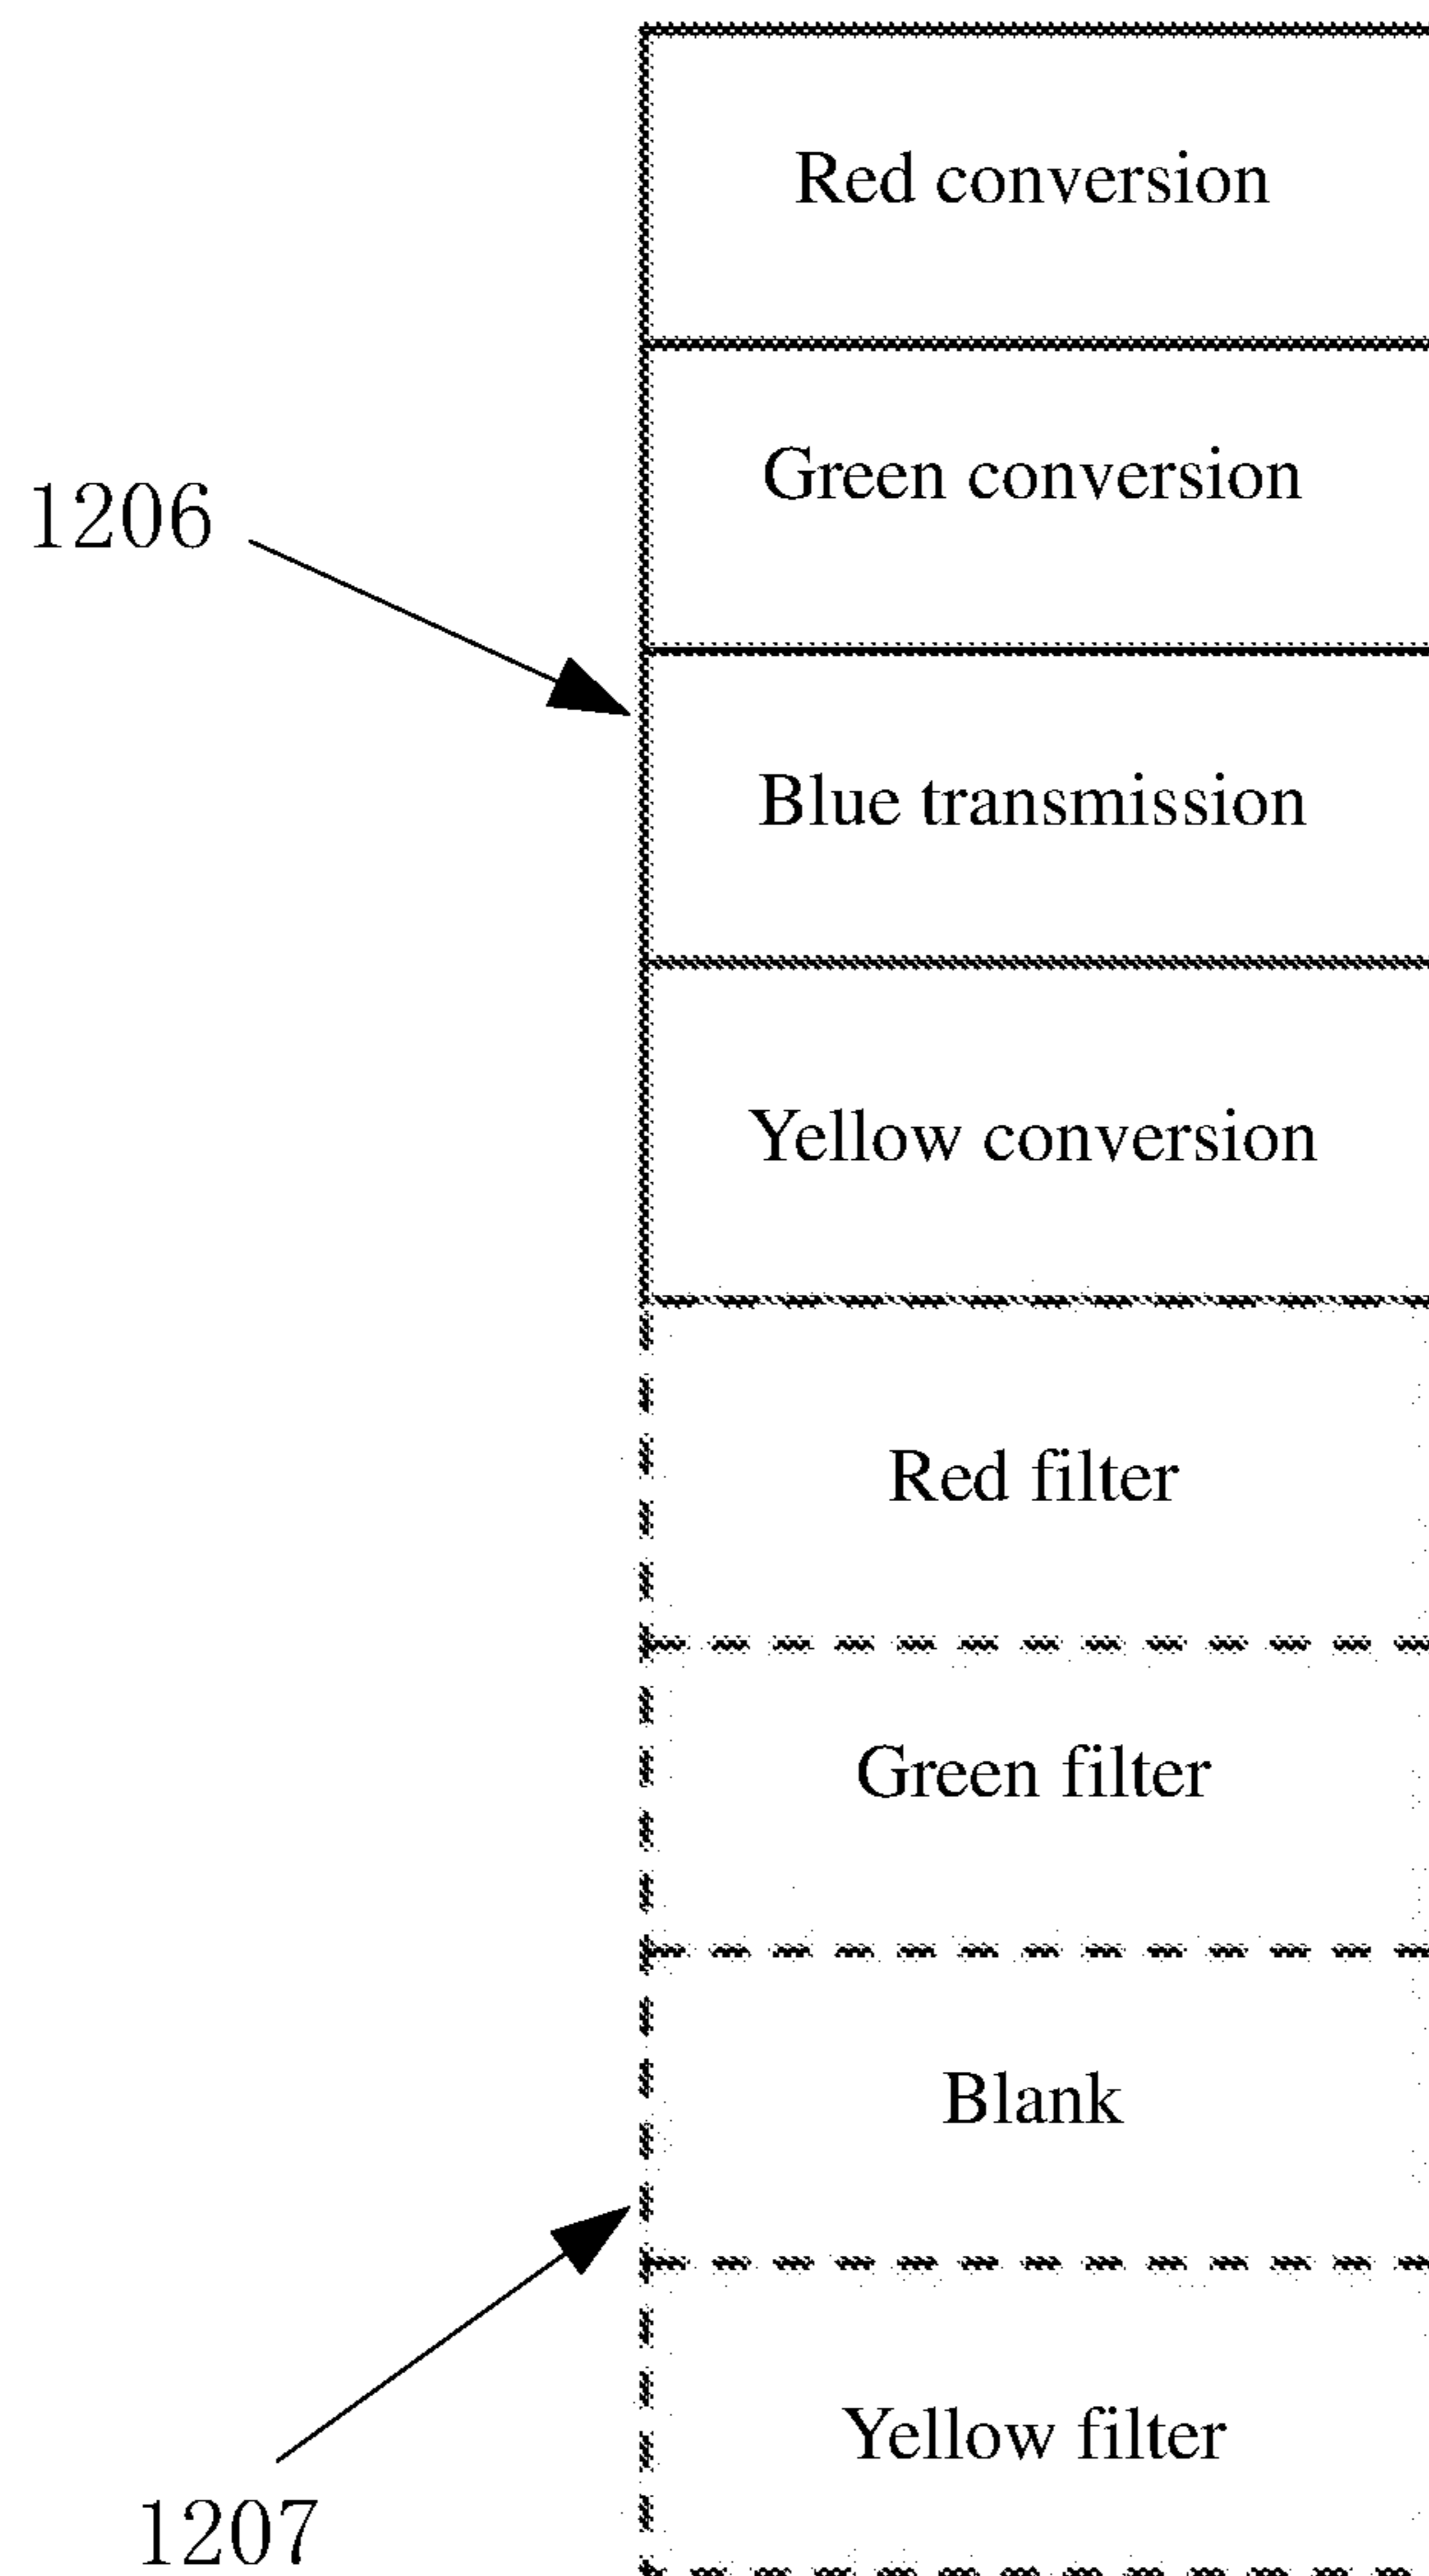 Red conversion
Green conversion
1206
Blue transmission
Yellow conversion
Red filter
Green filter
Blank
Yellow filter
1207